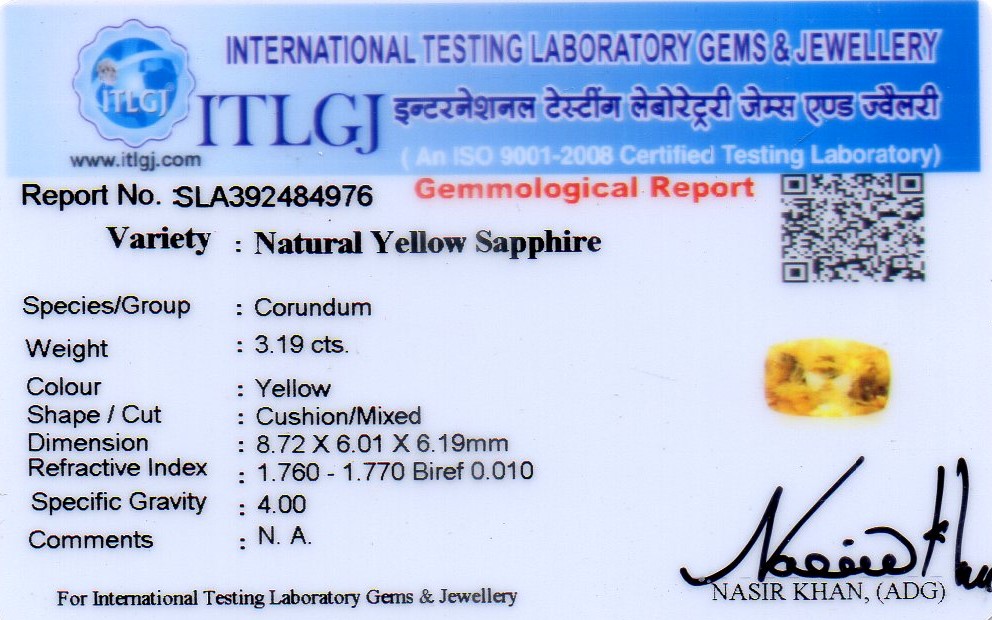 INTERNATIONAL TESTING LABORATORY GEMS & JEWELLERY
ITLGJ
ITLGJ इन्टरनेशनल टेस्टींग लेबोरेट्री जेम्स एण्ड ज्वैलरी
www.itlgj.com
( An ISO 9001-2008 Certified Testing Laboratory)
Report No. :SLA392484976
Gemmological Report
Variety : Natural Yellow Sapphire
Species/Group : Corundum
Weight : 3.19 cts.
Colour : Yellow
Shape / Cut : Cushion/Mixed
Dimension : 8.72 X 6.01 X 6.19mm
Refractive Index : 1.760 - 1.770 Biref 0.010
Specific Gravity : 4.00
Comments : N. A.
NASIR KHAN, (ADG)
For International Testing Laboratory Gems & Jewellery